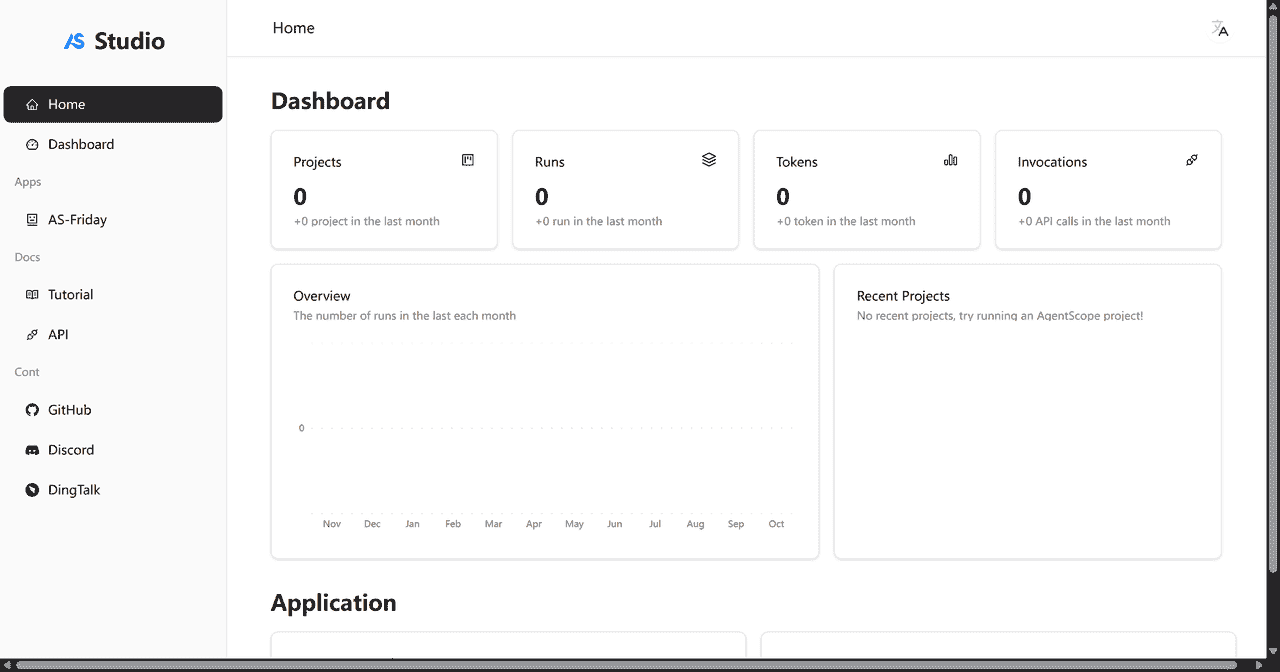 AS Studio
Home
Home
Dashboard
Apps
AS-Friday
Docs
Tutorial
API
Cont
GitHub
Discord
DingTalk
Dashboard
Projects
0
+0 project in the last month
Runs
0
+0 run in the last month
Tokens
0
+0 token in the last month
Invocations
0
+0 API calls in the last month
Overview
The number of runs in the last each month
0
Nov Dec Jan Feb Mar Apr May Jun Jul Aug Sep Oct
Recent Projects
No recent projects, try running an AgentScope project!
Application